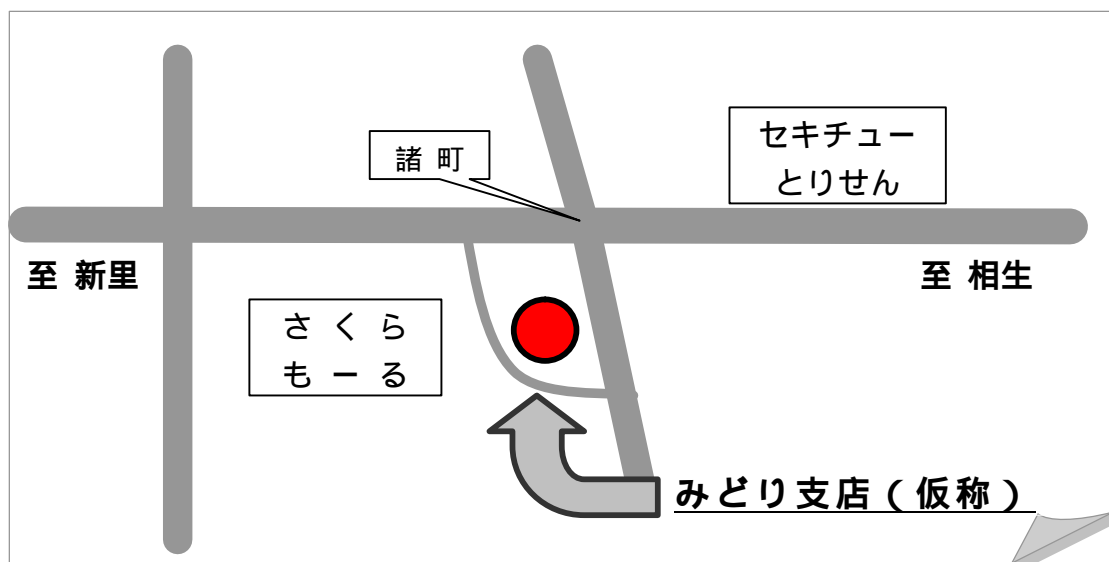 セキチュー
とりせん
諸 町
至 新里
至 相生
さ く ら
も ー る
みどり支店（仮称）